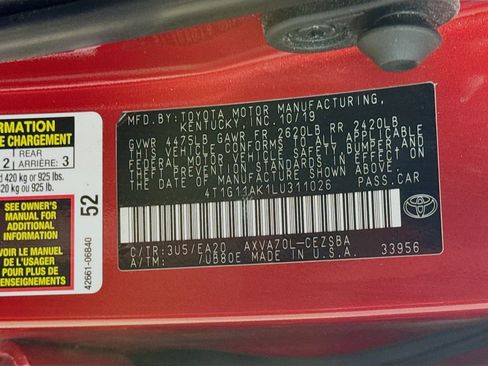 ORMATION
E CHARGEMENT
2
REAR
ARRIÈRE: 3
d 420 kg or 925 lbs.
420 kg ou 925 lb.
SEE OWNER'S
MANUAL FOR
ADDITIONAL
INFORMATION
VOIR LE MANUEL
DE L'USAGER
POUR PLUS DE
RENSEIGNEMENTS
52
42661-06B40
MFD. BY: TOYOTA MOTOR MANUFACTURING,
KENTUCKY, INC. 10/19
GVWR 4475LB GAWR FR 2620LB RR 2420LB
THIS VEHICLE CONFORMS TO ALL APPLICABLE
FEDERAL MOTOR VEHICLE SAFETY, BUMPER, AND
THEFT PREVENTION STANDARDS IN EFFECT ON
THE DATE OF MANUFACTURE SHOWN ABOVE.
4T1G11AK1LU311026 PASS.CAR
C/TR: 3U5/EA20 AXVA70L-CEZSBA
A/TM: /UB80E MADE IN U.S.A. 33956
TOYOTA